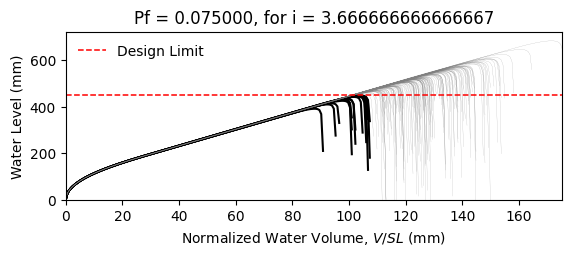 Pf = 0.075000, for i = 3.666666666666667
Design Limit
Water Level (mm)
600
400
200
0
0 20 40 60 80 100 120 140 160
Normalized Water Volume, V/SL (mm)